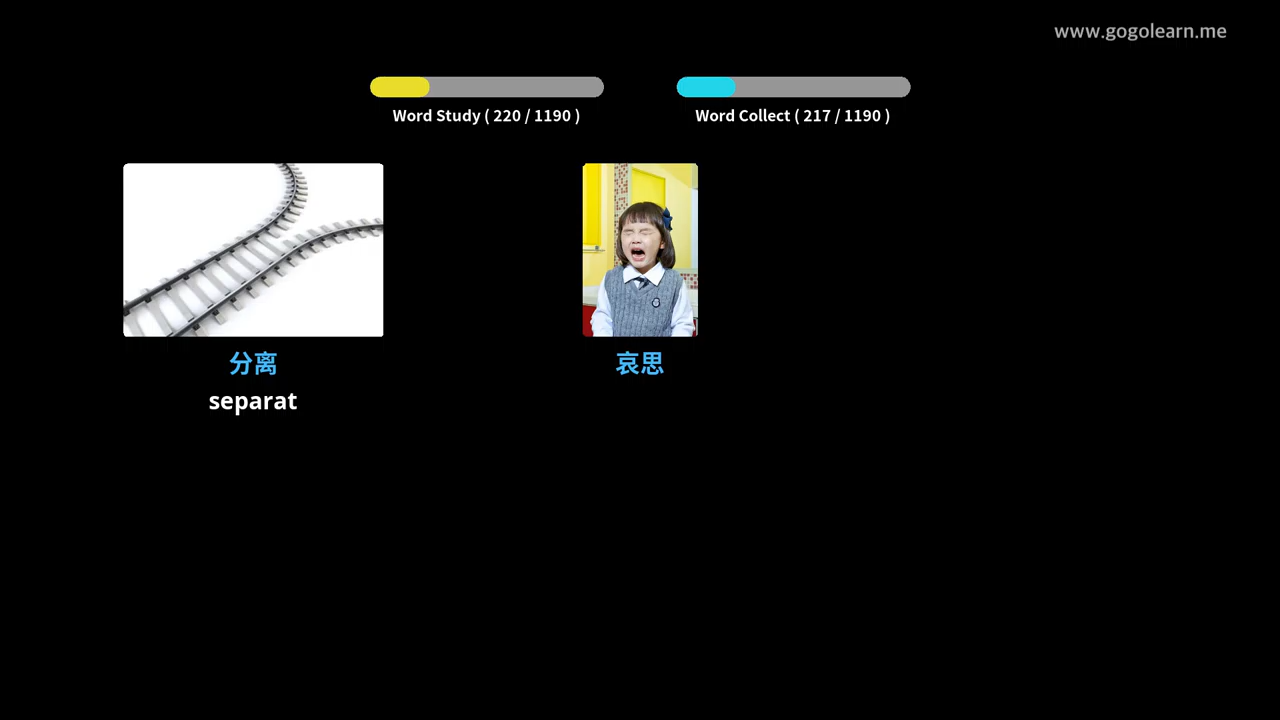 www.gogolearn.me
Word Study ( 220 / 1190 )
Word Collect ( 217 / 1190 )
分离
separat
哀思